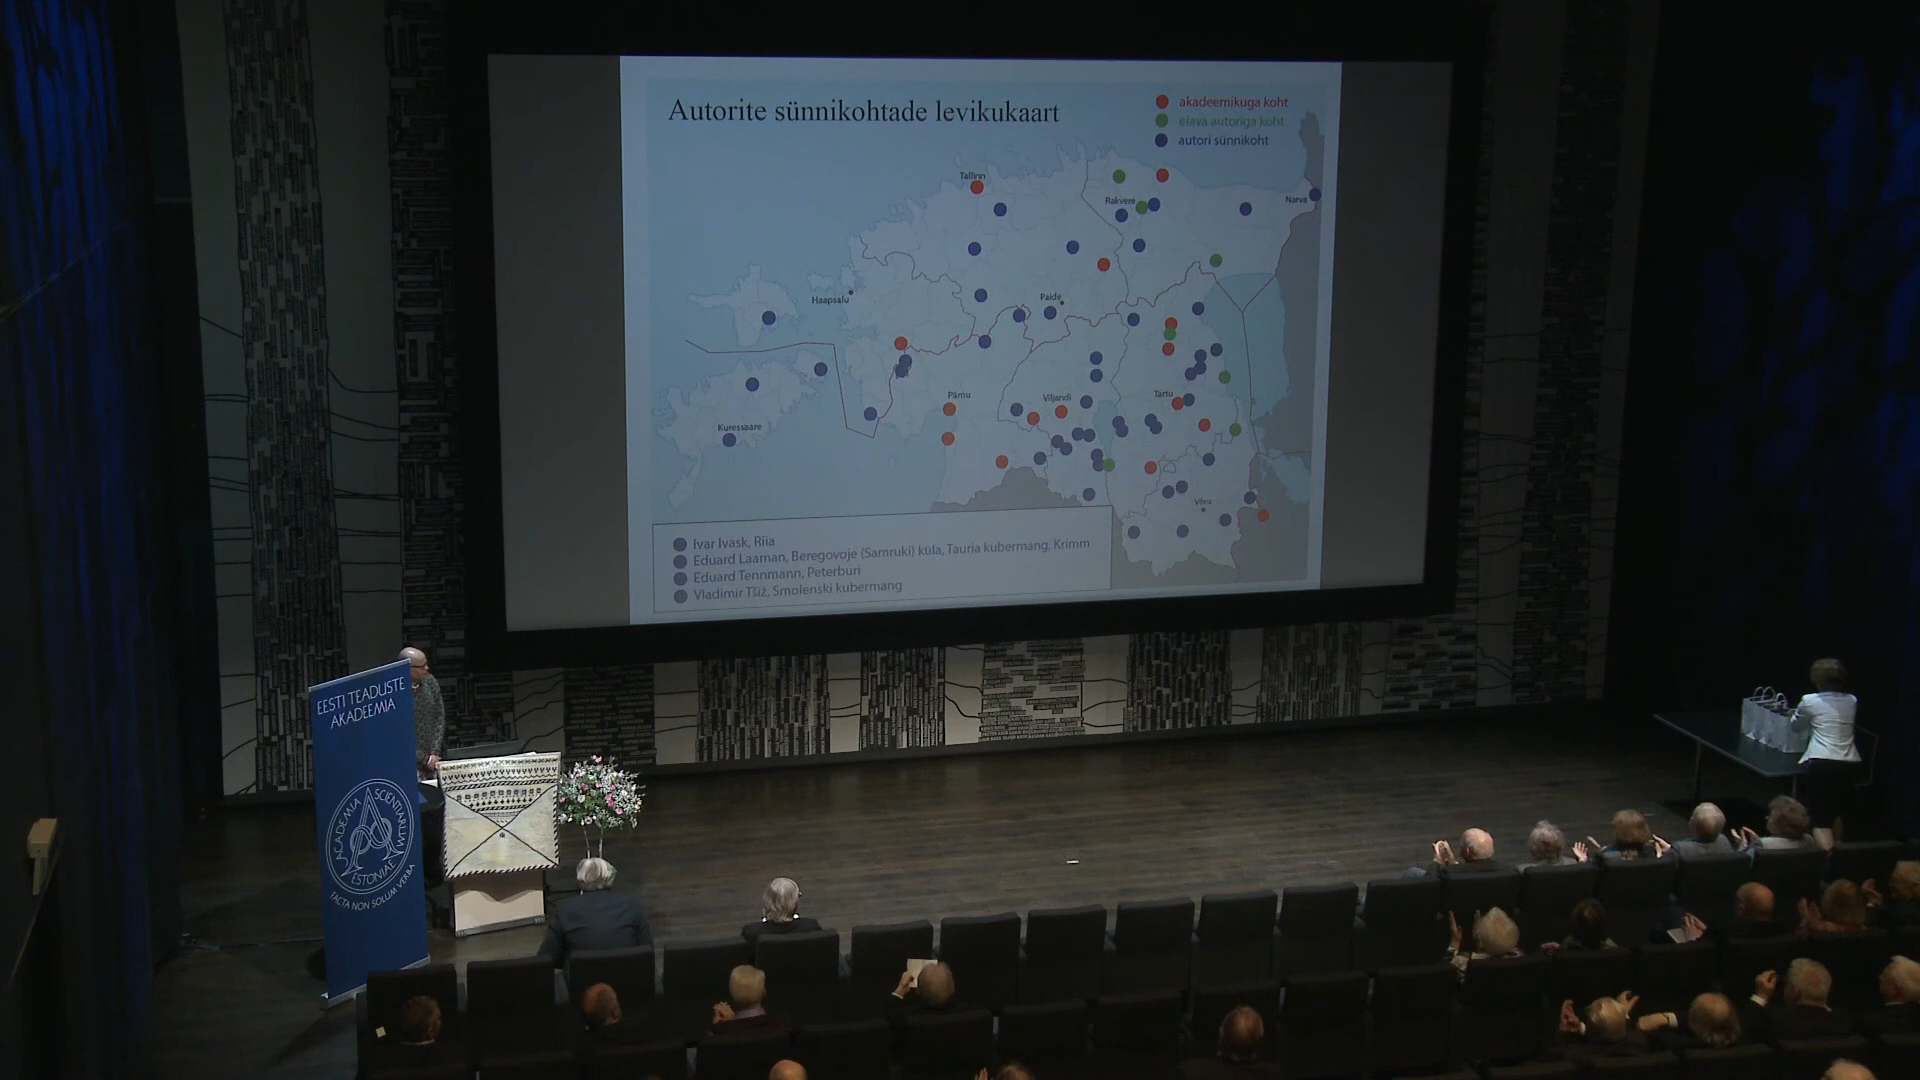 Autorite sünnikohtade levikukaart
akadeemikuga koht
elava autoriga koht
autori sünnikoht
Tallinn
Rakvere
Narva
Haapsalu
Paide
Pärnu
Viljandi
Tartu
Kuressaare
Võru
Ivar Ivask, Riia
Eduard Laaman, Beregovoje (Samruki) küla, Tauria kubermang, Krimm
Eduard Tennmann, Peterburi
Vladimir Tšiž, Smolenski kubermang
EESTI TEADUSTE
AKADEEMIA
ACADEMIA SCIENTIARUM ESTONIAE
FACTA NON SOLUM VERBA